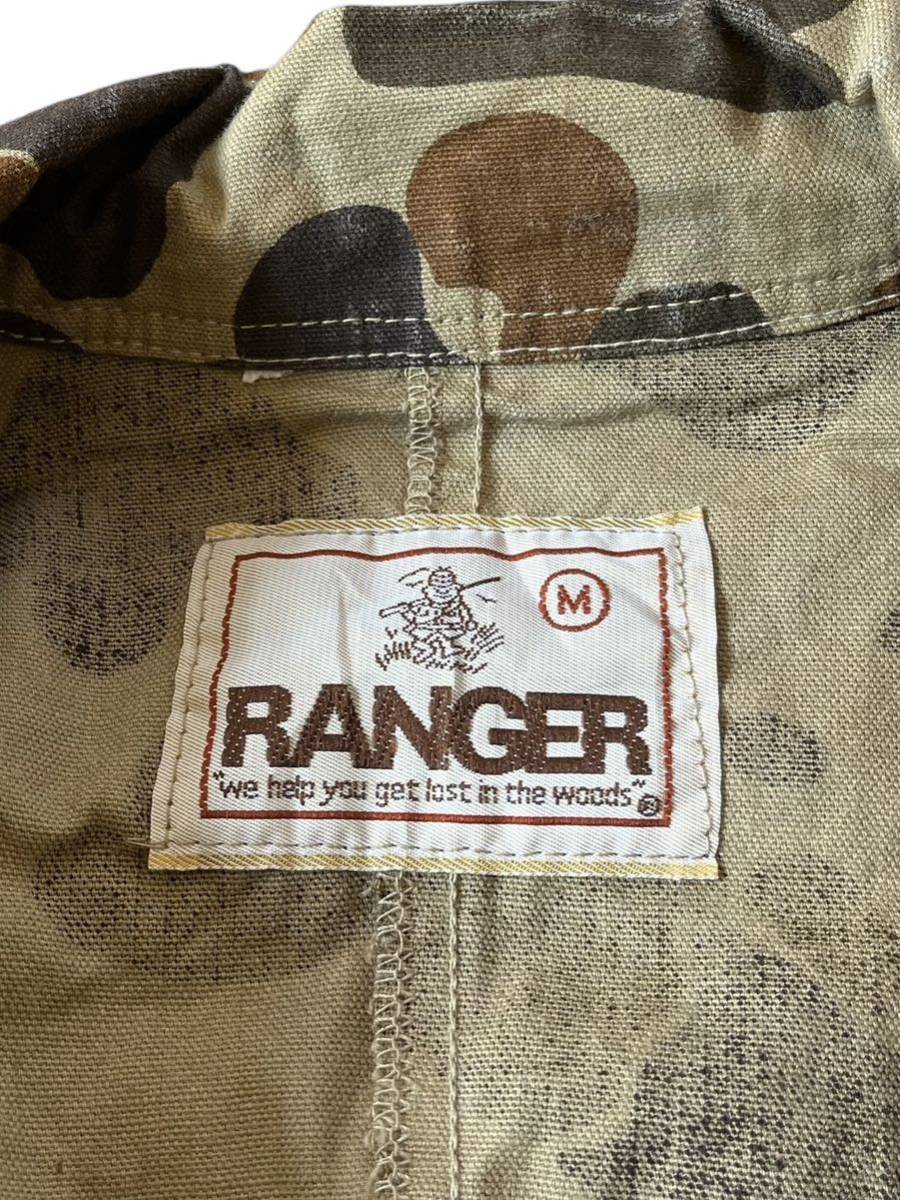 M
RANGER
"we help you get lost in the woods" ®